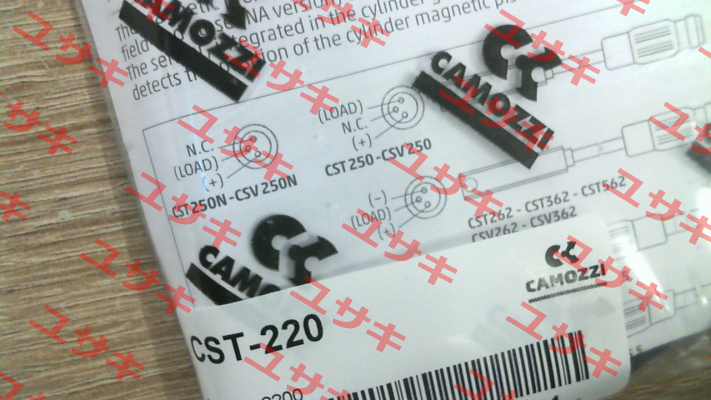 NA version
field
integrated in the cylinder
The
detects
of the cylinder magnetic
CAMOZZI
CAMOZZI
N.C.
(LOAD)
(+)
CST250N-CSV250N
(LOAD)
N.C.
(+)
CST250-CSV250
(-)
(LOAD)
(+)
CST262 - CST362 - CST562
CSV262 - CSV362
CAMOZZI
CST-220
ユサキ